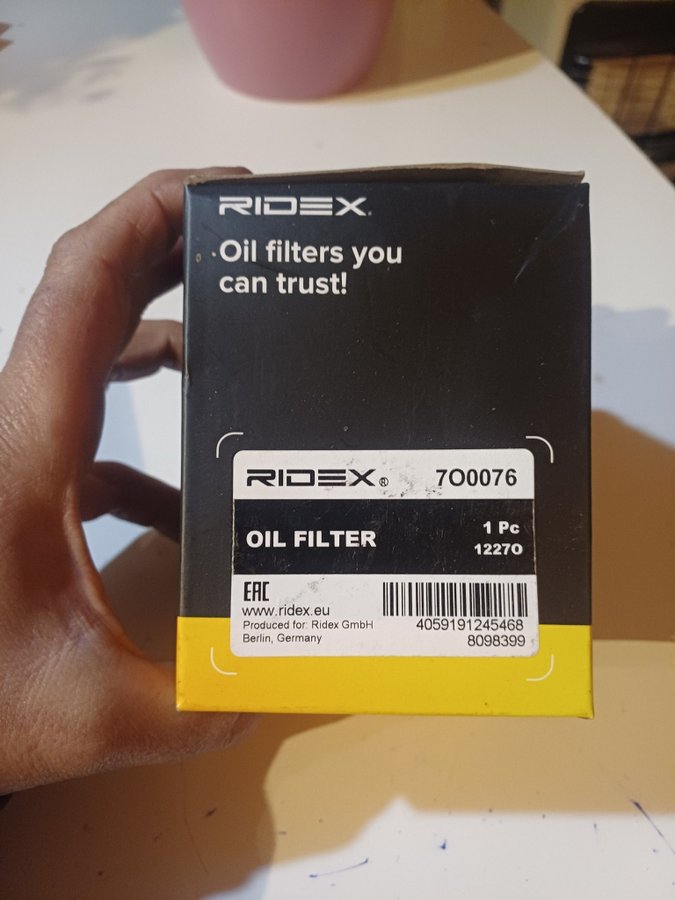 RIDEX®
Oil filters you
can trust!
RIDEX® 7O0076
OIL FILTER
1 Pc
1227O
EAC
www.ridex.eu
Produced for: Ridex GmbH
Berlin, Germany
4059191245468
8098399